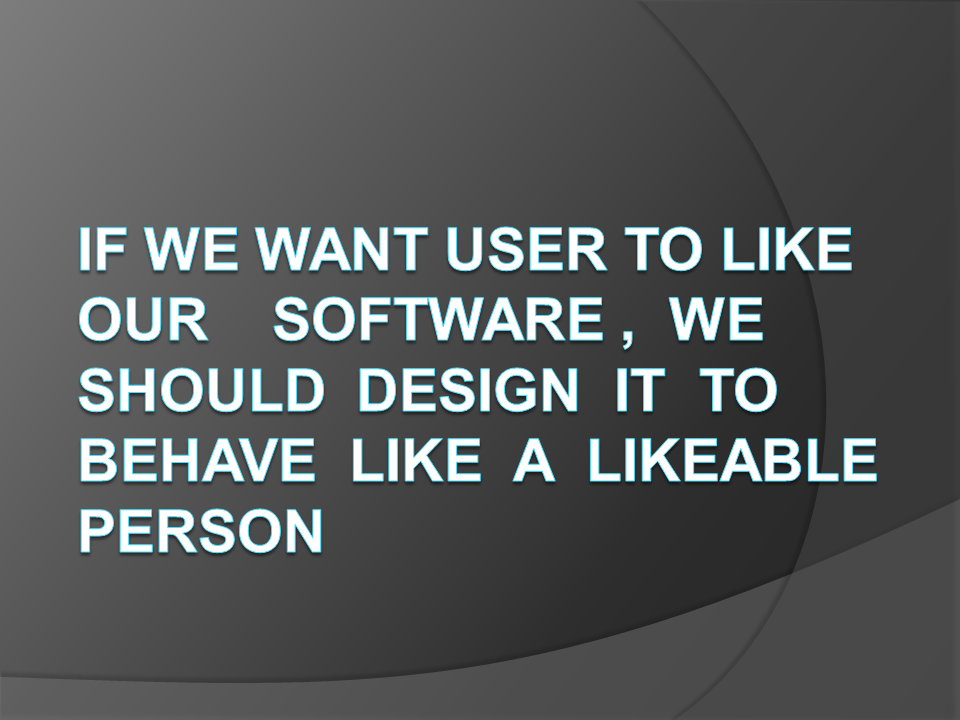 IF WE WANT USER TO LIKE
OUR SOFTWARE , WE
SHOULD DESIGN IT TO
BEHAVE LIKE A LIKEABLE
PERSON